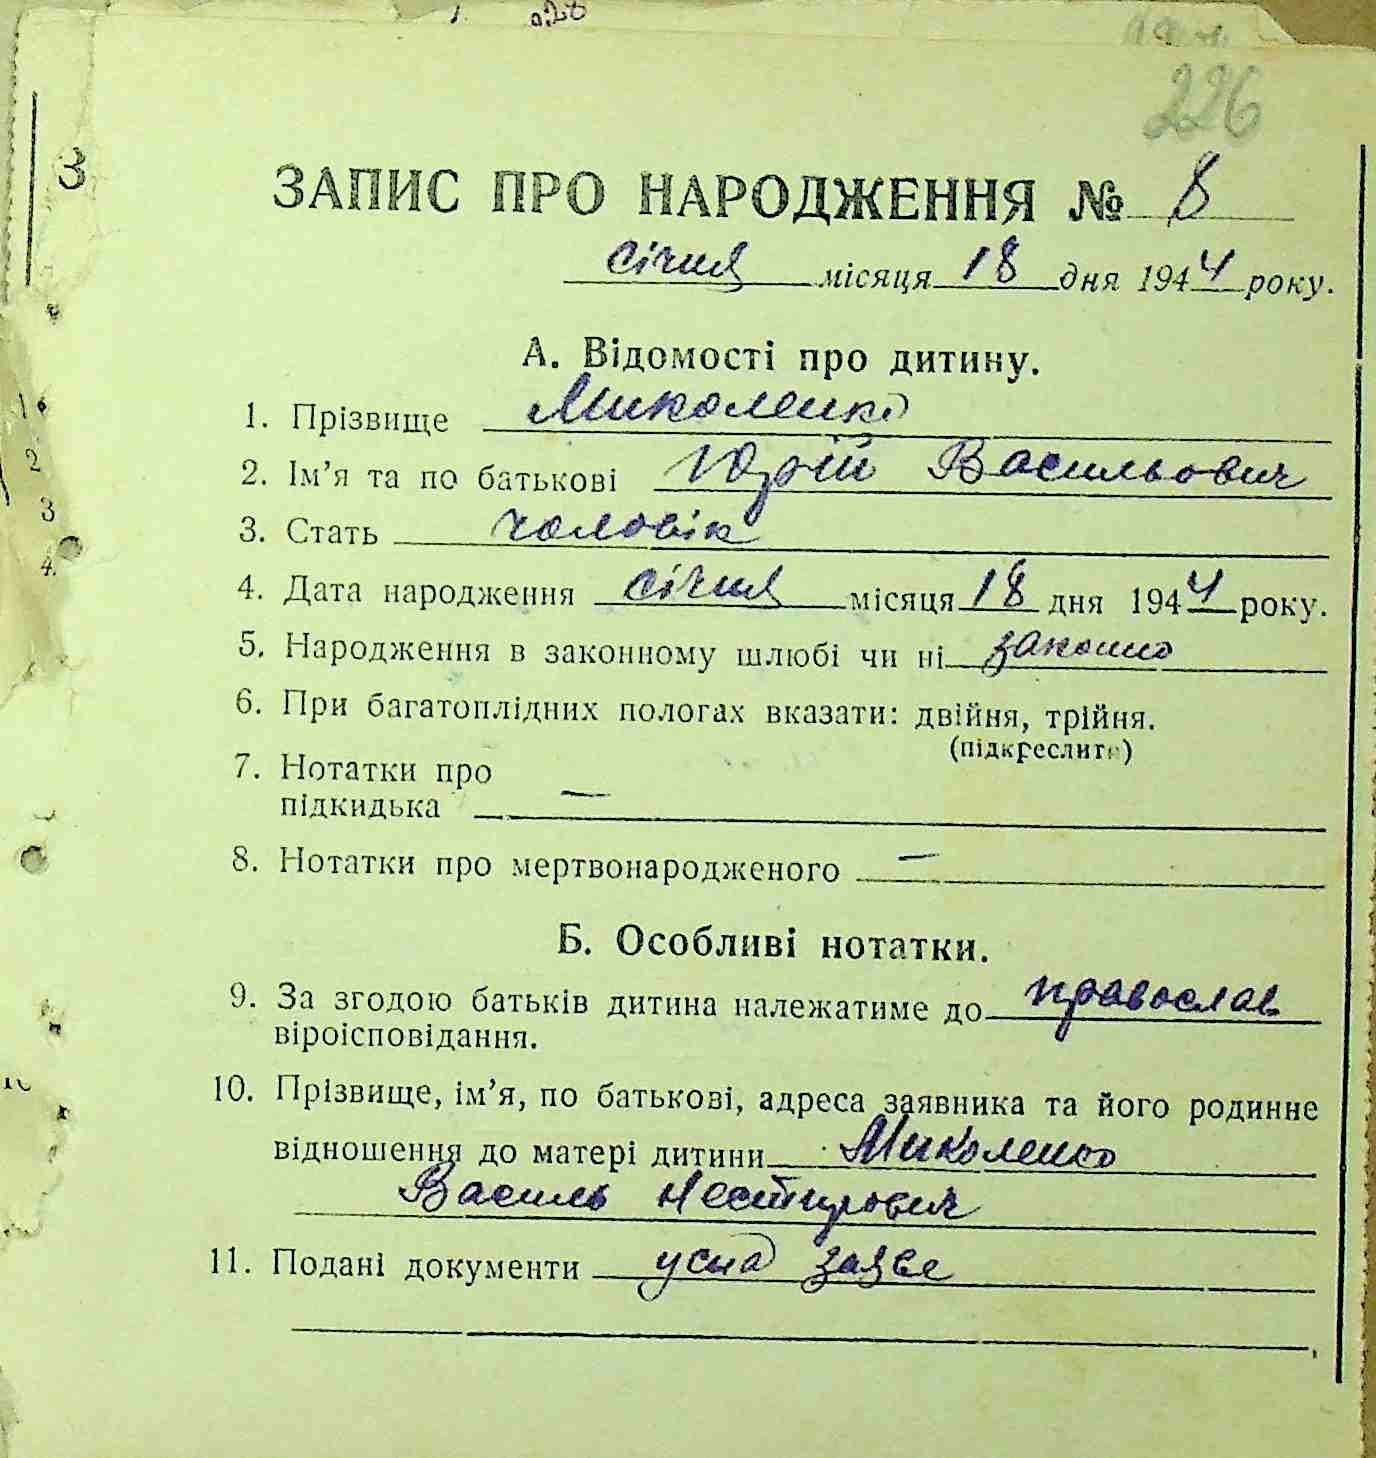 226
З
ЗАПИС ПРО НАРОДЖЕННЯ № 8
січня місяця 18 дня 1944 року.
А. Відомості про дитину.
1. Прізвище Миколенко
2. Ім’я та по батькові Юрій Васильович
3. Стать чоловік
4. Дата народження січня місяця 18 дня 1944 року.
5. Народження в законному шлюбі чи ні законно
6. При багатоплідних пологах вказати: двійня, трійня.
(підкреслити)
7. Нотатки про
підкидька —
8. Нотатки про мертвонародженого —
Б. Особливі нотатки.
9. За згодою батьків дитина належатиме до православ
віроісповідання.
10. Прізвище, ім’я, по батькові, адреса заявника та його родинне
відношення до матері дитини Миколенко
Василь Нестирович
11. Подані документи усна заява